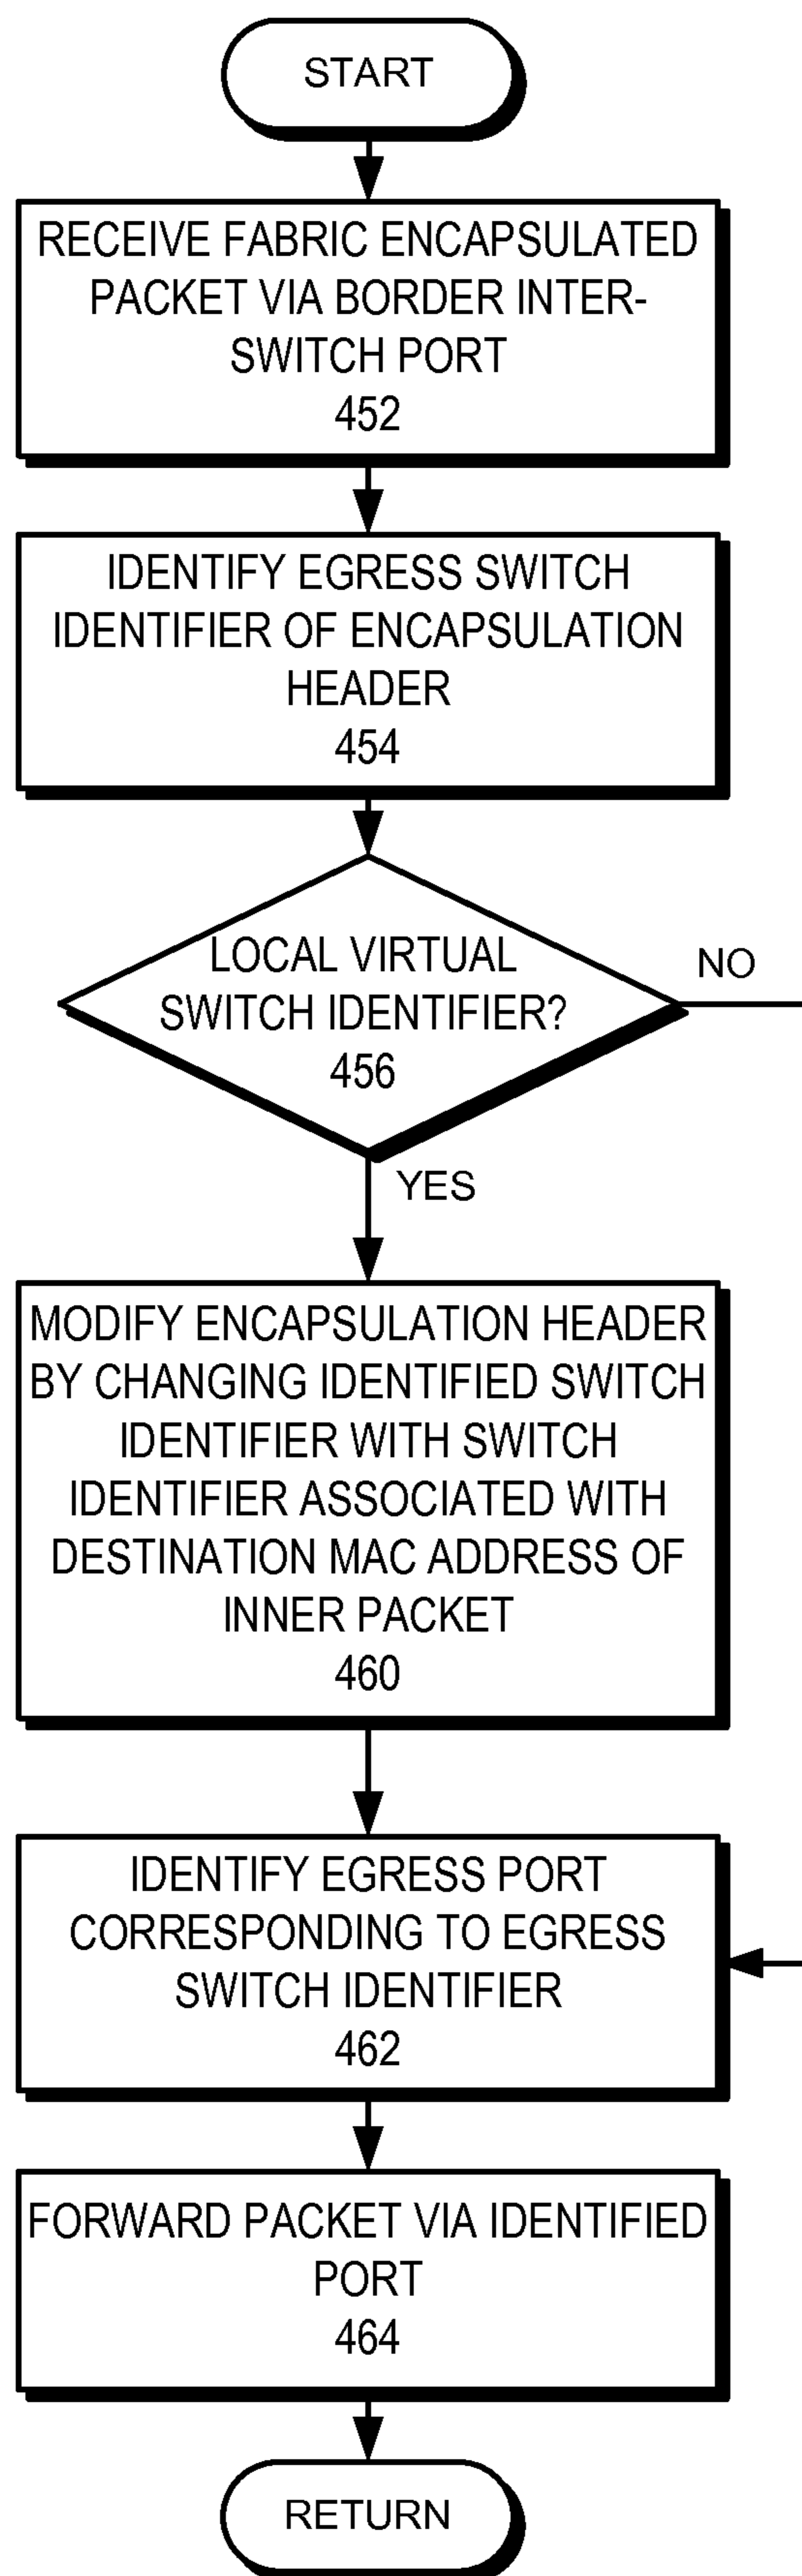 START
RECEIVE FABRIC ENCAPSULATED
PACKET VIA BORDER INTER-
SWITCH PORT
452
IDENTIFY EGRESS SWITCH
IDENTIFIER OF ENCAPSULATION
HEADER
454
LOCAL VIRTUAL
SWITCH IDENTIFIER?
456
NO
YES
MODIFY ENCAPSULATION HEADER
BY CHANGING IDENTIFIED SWITCH
IDENTIFIER WITH SWITCH
IDENTIFIER ASSOCIATED WITH
DESTINATION MAC ADDRESS OF
INNER PACKET
460
IDENTIFY EGRESS PORT
CORRESPONDING TO EGRESS
SWITCH IDENTIFIER
462
FORWARD PACKET VIA IDENTIFIED
PORT
464
RETURN